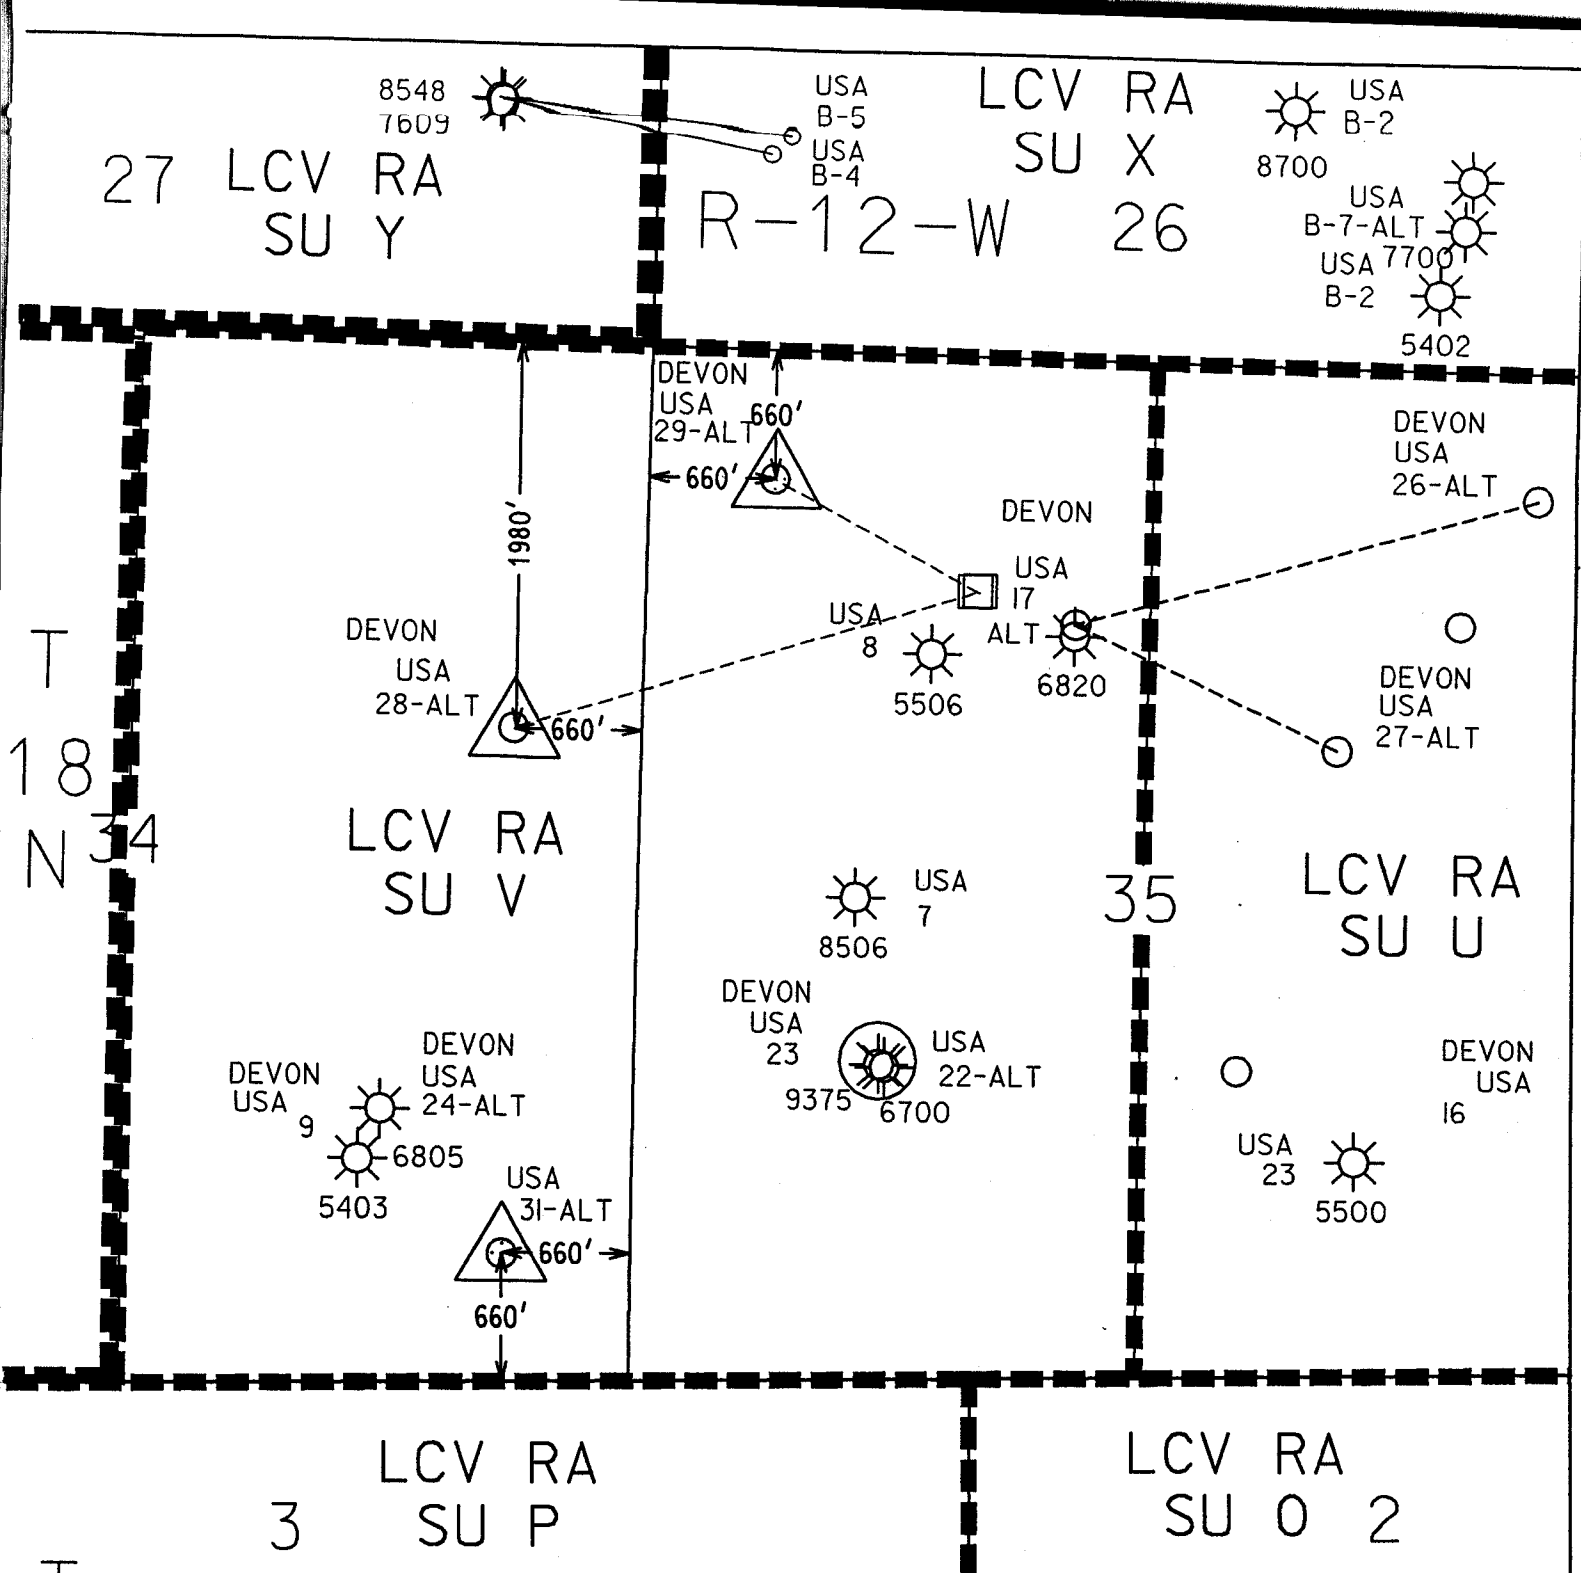 8548
7609
27 LCV RA
SU Y
USA
B-5
USA
B-4
LCV RA
SU X
R-12-W 26
USA
B-2
8700
USA
B-7-ALT
7700
USA
B-2
5402
DEVON
USA
29-ALT
660'
660'
1980'
DEVON
USA
28-ALT
660'
DEVON
USA
17
ALT
6820
USA
8
5506
DEVON
USA
26-ALT
DEVON
USA
27-ALT
T
18
N
34
LCV RA
SU V
USA
7
8506
35
LCV RA
SU U
DEVON
USA
23
9375
USA
22-ALT
6700
DEVON
USA
9
5403
DEVON
USA
24-ALT
6805
USA
31-ALT
660'
660'
DEVON
USA
16
USA
23
5500
LCV RA
3 SU P
LCV RA
SU O 2
T